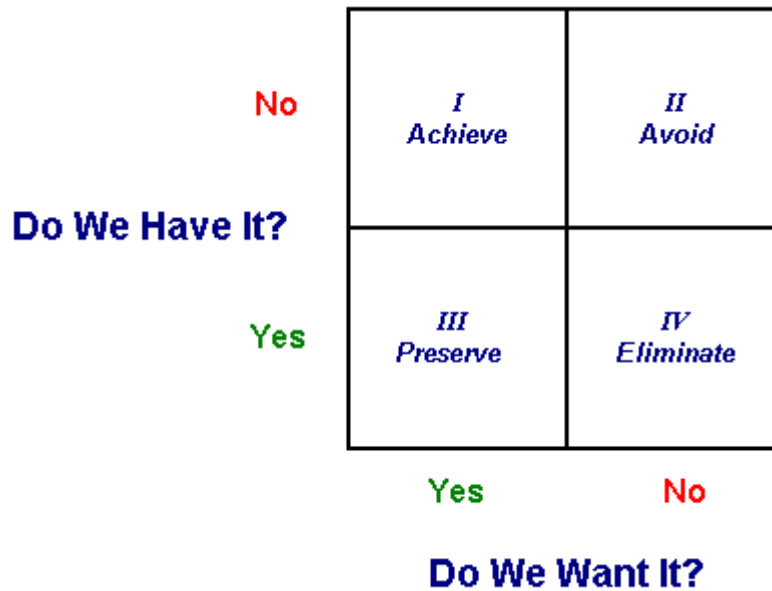 No
I
Achieve
II
Avoid
Do We Have It?
Yes
III
Preserve
IV
Eliminate
Yes
No
Do We Want It?